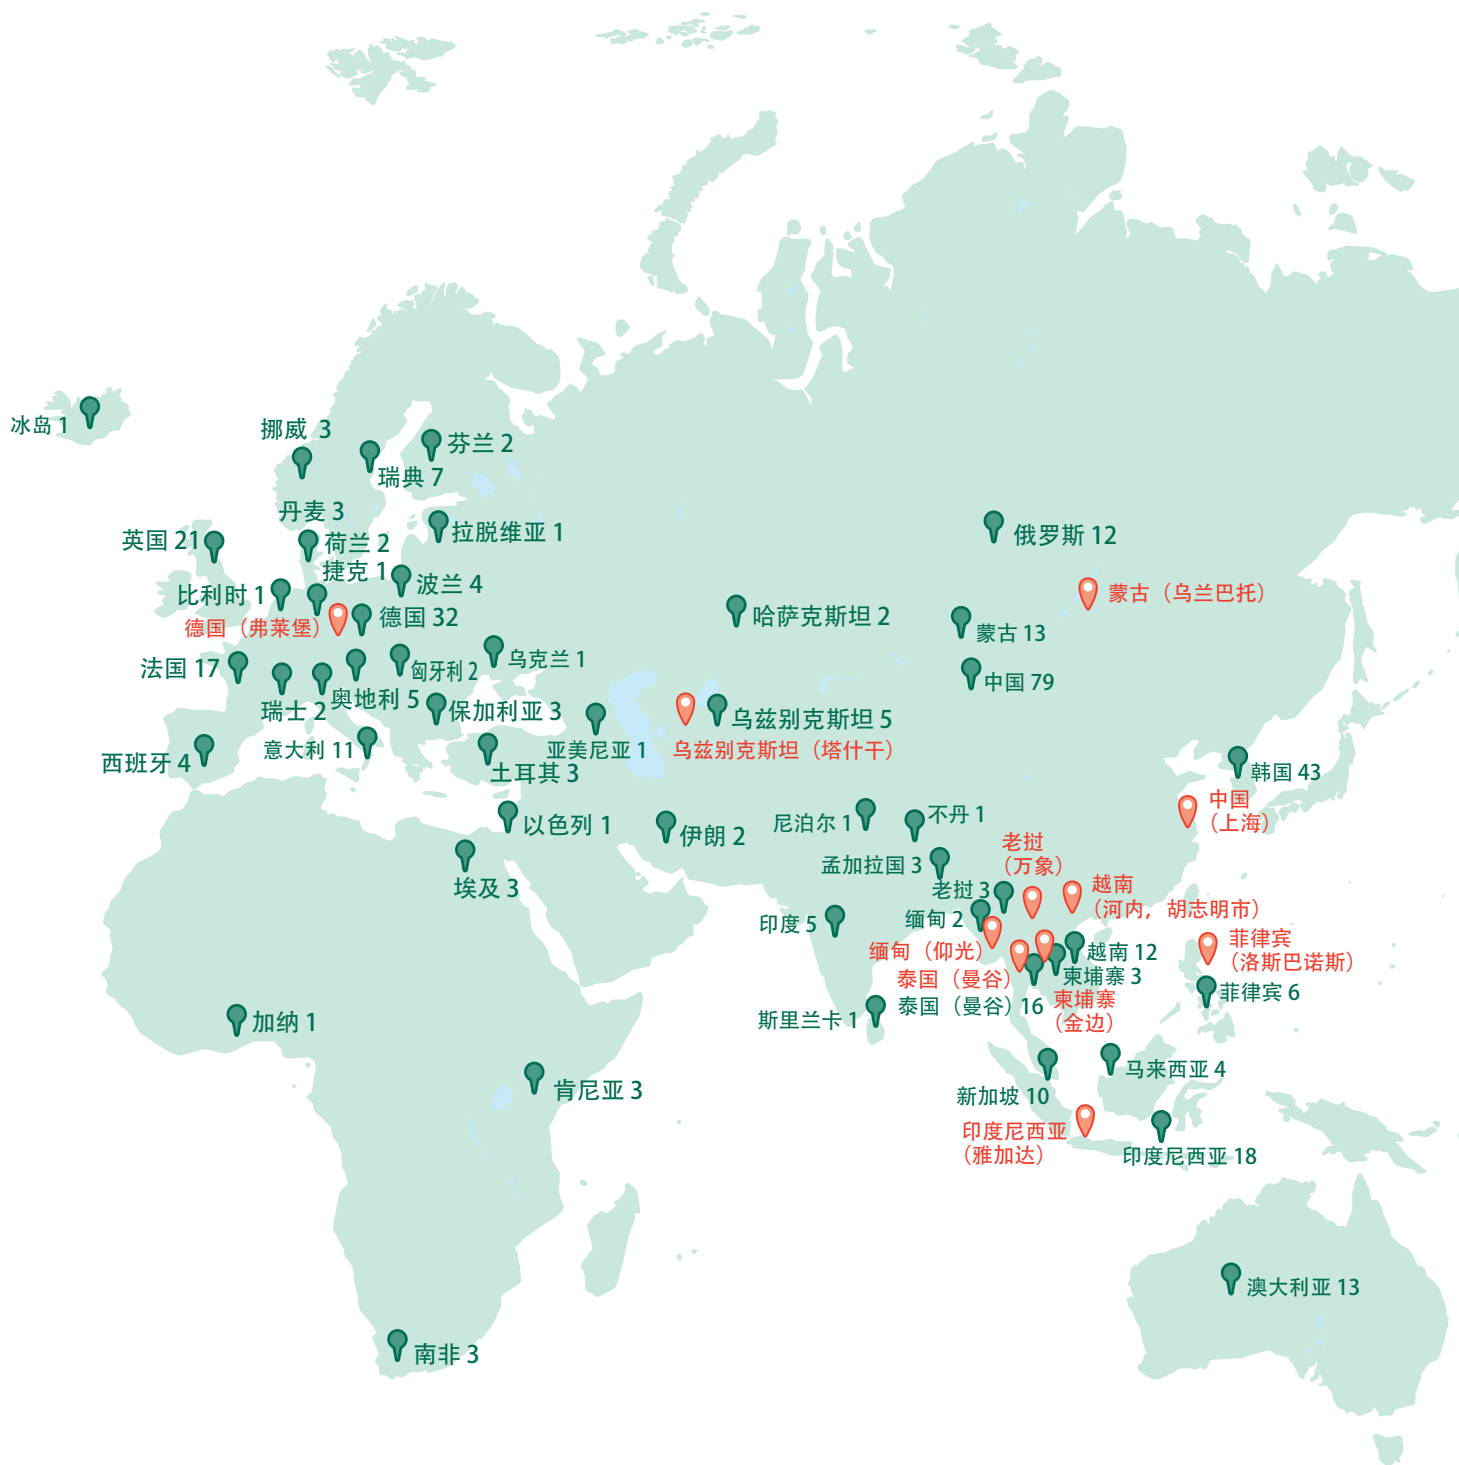 冰岛 1
挪威 3
芬兰 2
瑞典 7
丹麦 3
英国 21
荷兰 2
拉脱维亚 1
俄罗斯 12
捷克 1
波兰 4
比利时 1
蒙古（乌兰巴托）
德国（弗莱堡）
德国 32
哈萨克斯坦 2
蒙古 13
法国 17
匈牙利 2
乌克兰 1
中国 79
瑞士 2
奥地利 5
保加利亚 3
乌兹别克斯坦 5
西班牙 4
意大利 11
亚美尼亚 1
乌兹别克斯坦（塔什干）
土耳其 3
韩国 43
中国
（上海）
以色列 1
伊朗 2
尼泊尔 1
不丹 1
老挝
（万象）
孟加拉国 3
埃及 3
老挝 3
越南
（河内，胡志明市）
印度 5
缅甸 2
缅甸（仰光）
越南 12
菲律宾
（洛斯巴诺斯）
泰国（曼谷）
柬埔寨 3
菲律宾 6
加纳 1
斯里兰卡 1
泰国（曼谷）16
柬埔寨
（金边）
马来西亚 4
肯尼亚 3
新加坡 10
印度尼西亚
（雅加达）
印度尼西亚 18
澳大利亚 13
南非 3